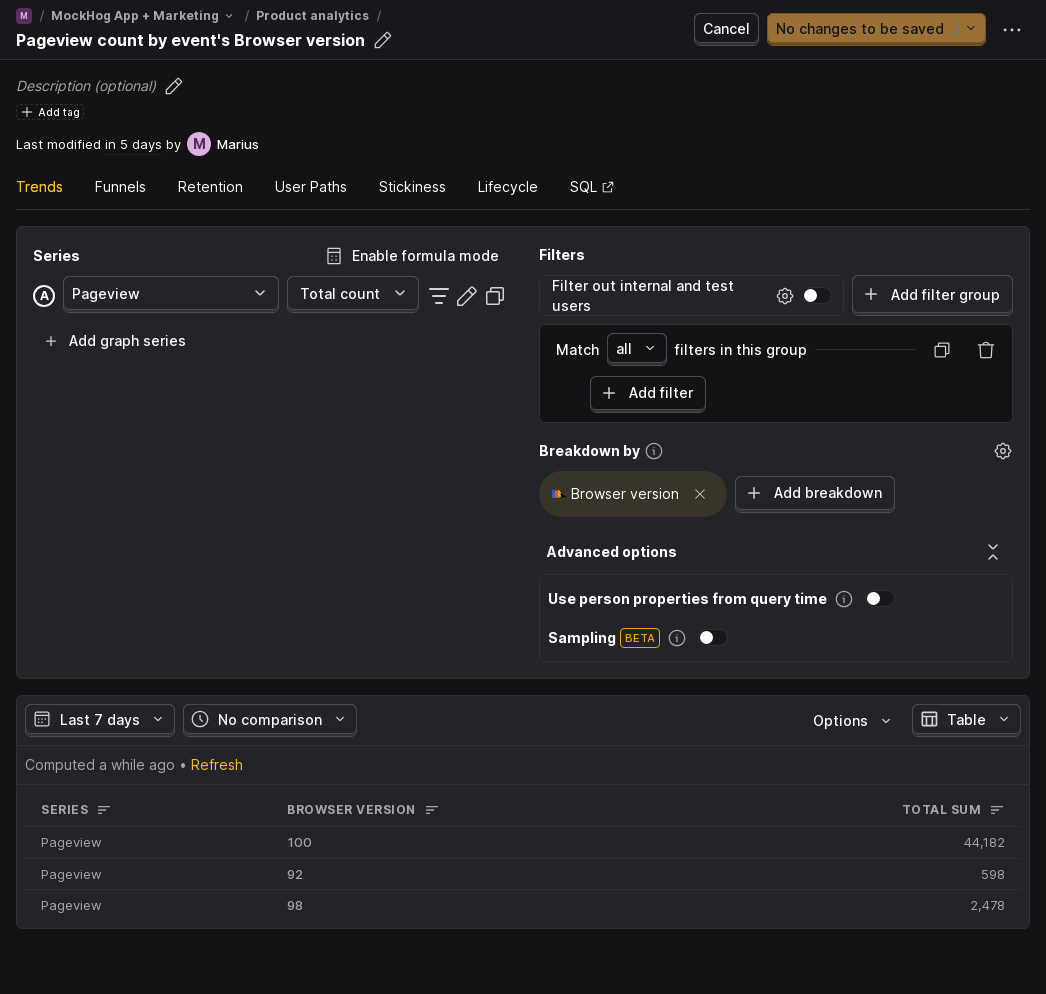 M / MockHog App + Marketing / Product analytics /
Pageview count by event's Browser version
Cancel
No changes to be saved
Description (optional)
Add tag
Last modified in 5 days by M Marius
Trends Funnels Retention User Paths Stickiness Lifecycle SQL
Series
Enable formula mode
A Pageview Total count
Add graph series
Filters
Filter out internal and test
users
Add filter group
Match all filters in this group
Add filter
Breakdown by
Browser version
Add breakdown
Advanced options
Use person properties from query time
Sampling BETA
Last 7 days No comparison Options Table
Computed a while ago • Refresh
SERIES BROWSER VERSION TOTAL SUM
Pageview 100 44,182
Pageview 92 598
Pageview 98 2,478